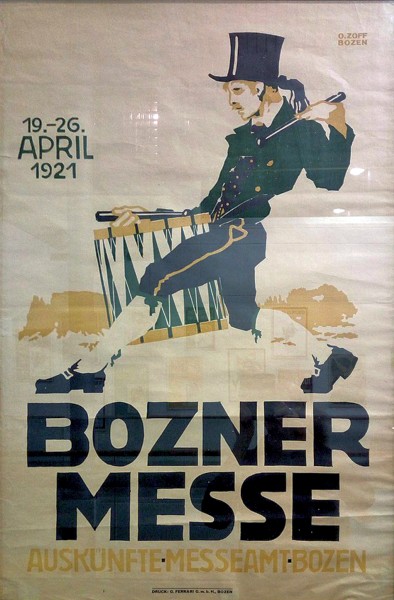 O. ZOFF
BOZEN
19.-26.
APRIL
1921
BOZNER
MESSE
AUSKÜNFTE·MESSEAMT·BOZEN
DRUCK: G. FERRARI G.m.b.H., BOZEN